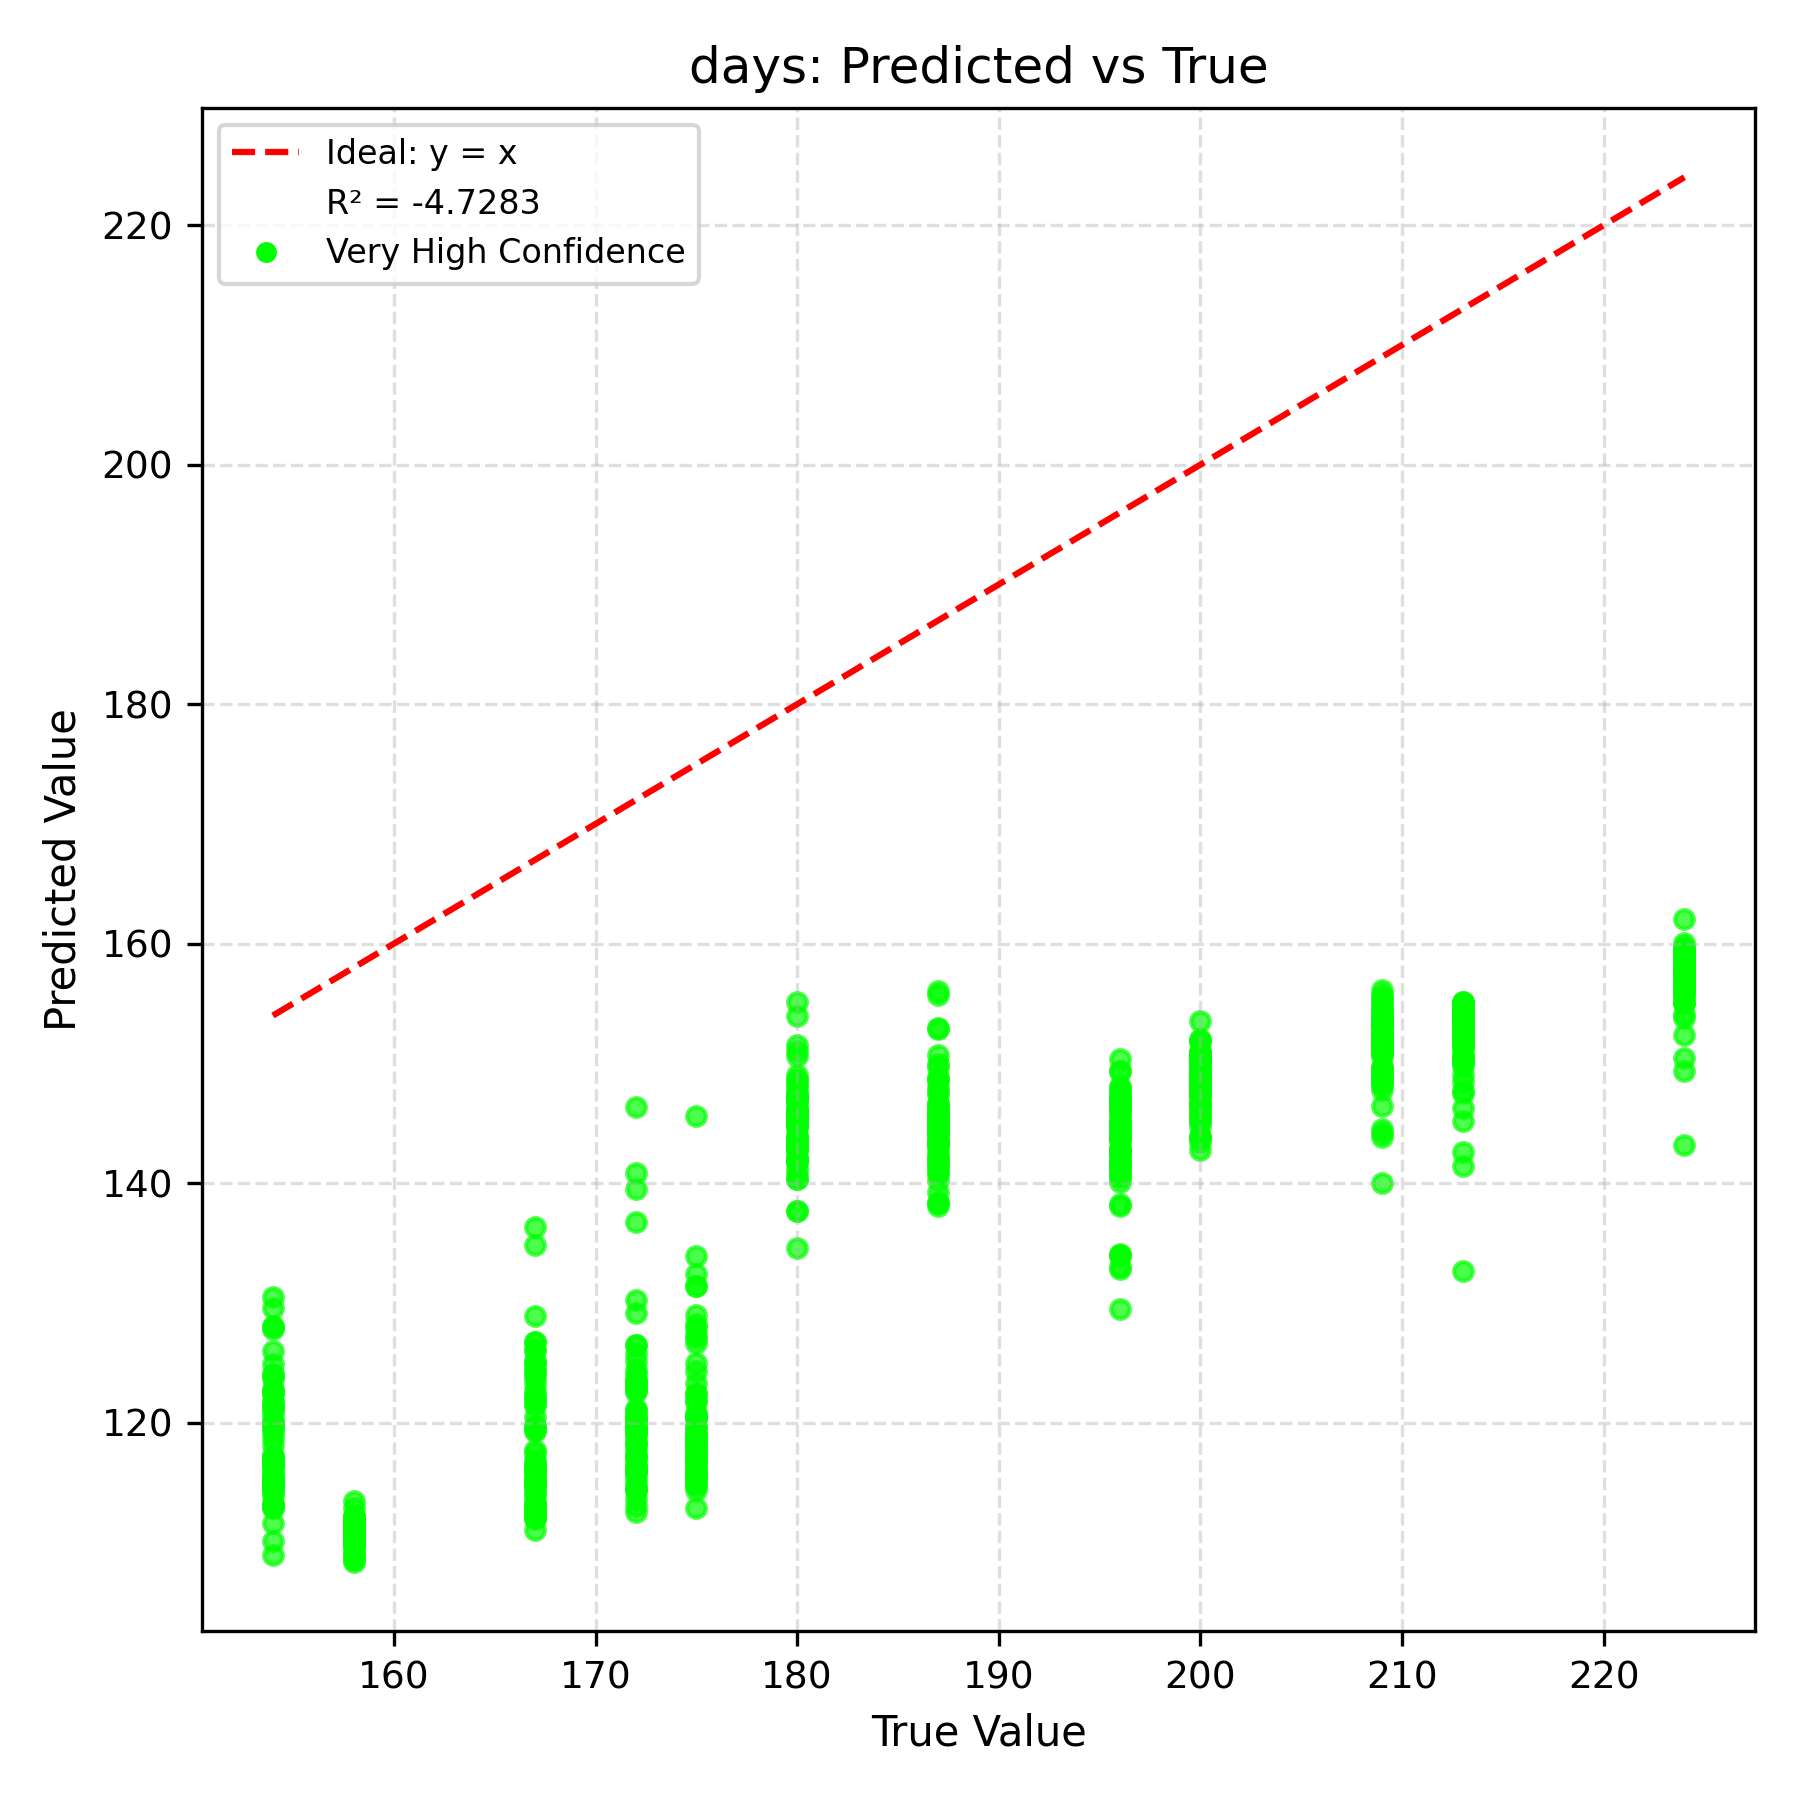 days: Predicted vs True
Ideal: y = x
R² = -4.7283
Very High Confidence
Predicted Value
220
200
180
160
140
120
160 170 180 190 200 210 220
True Value